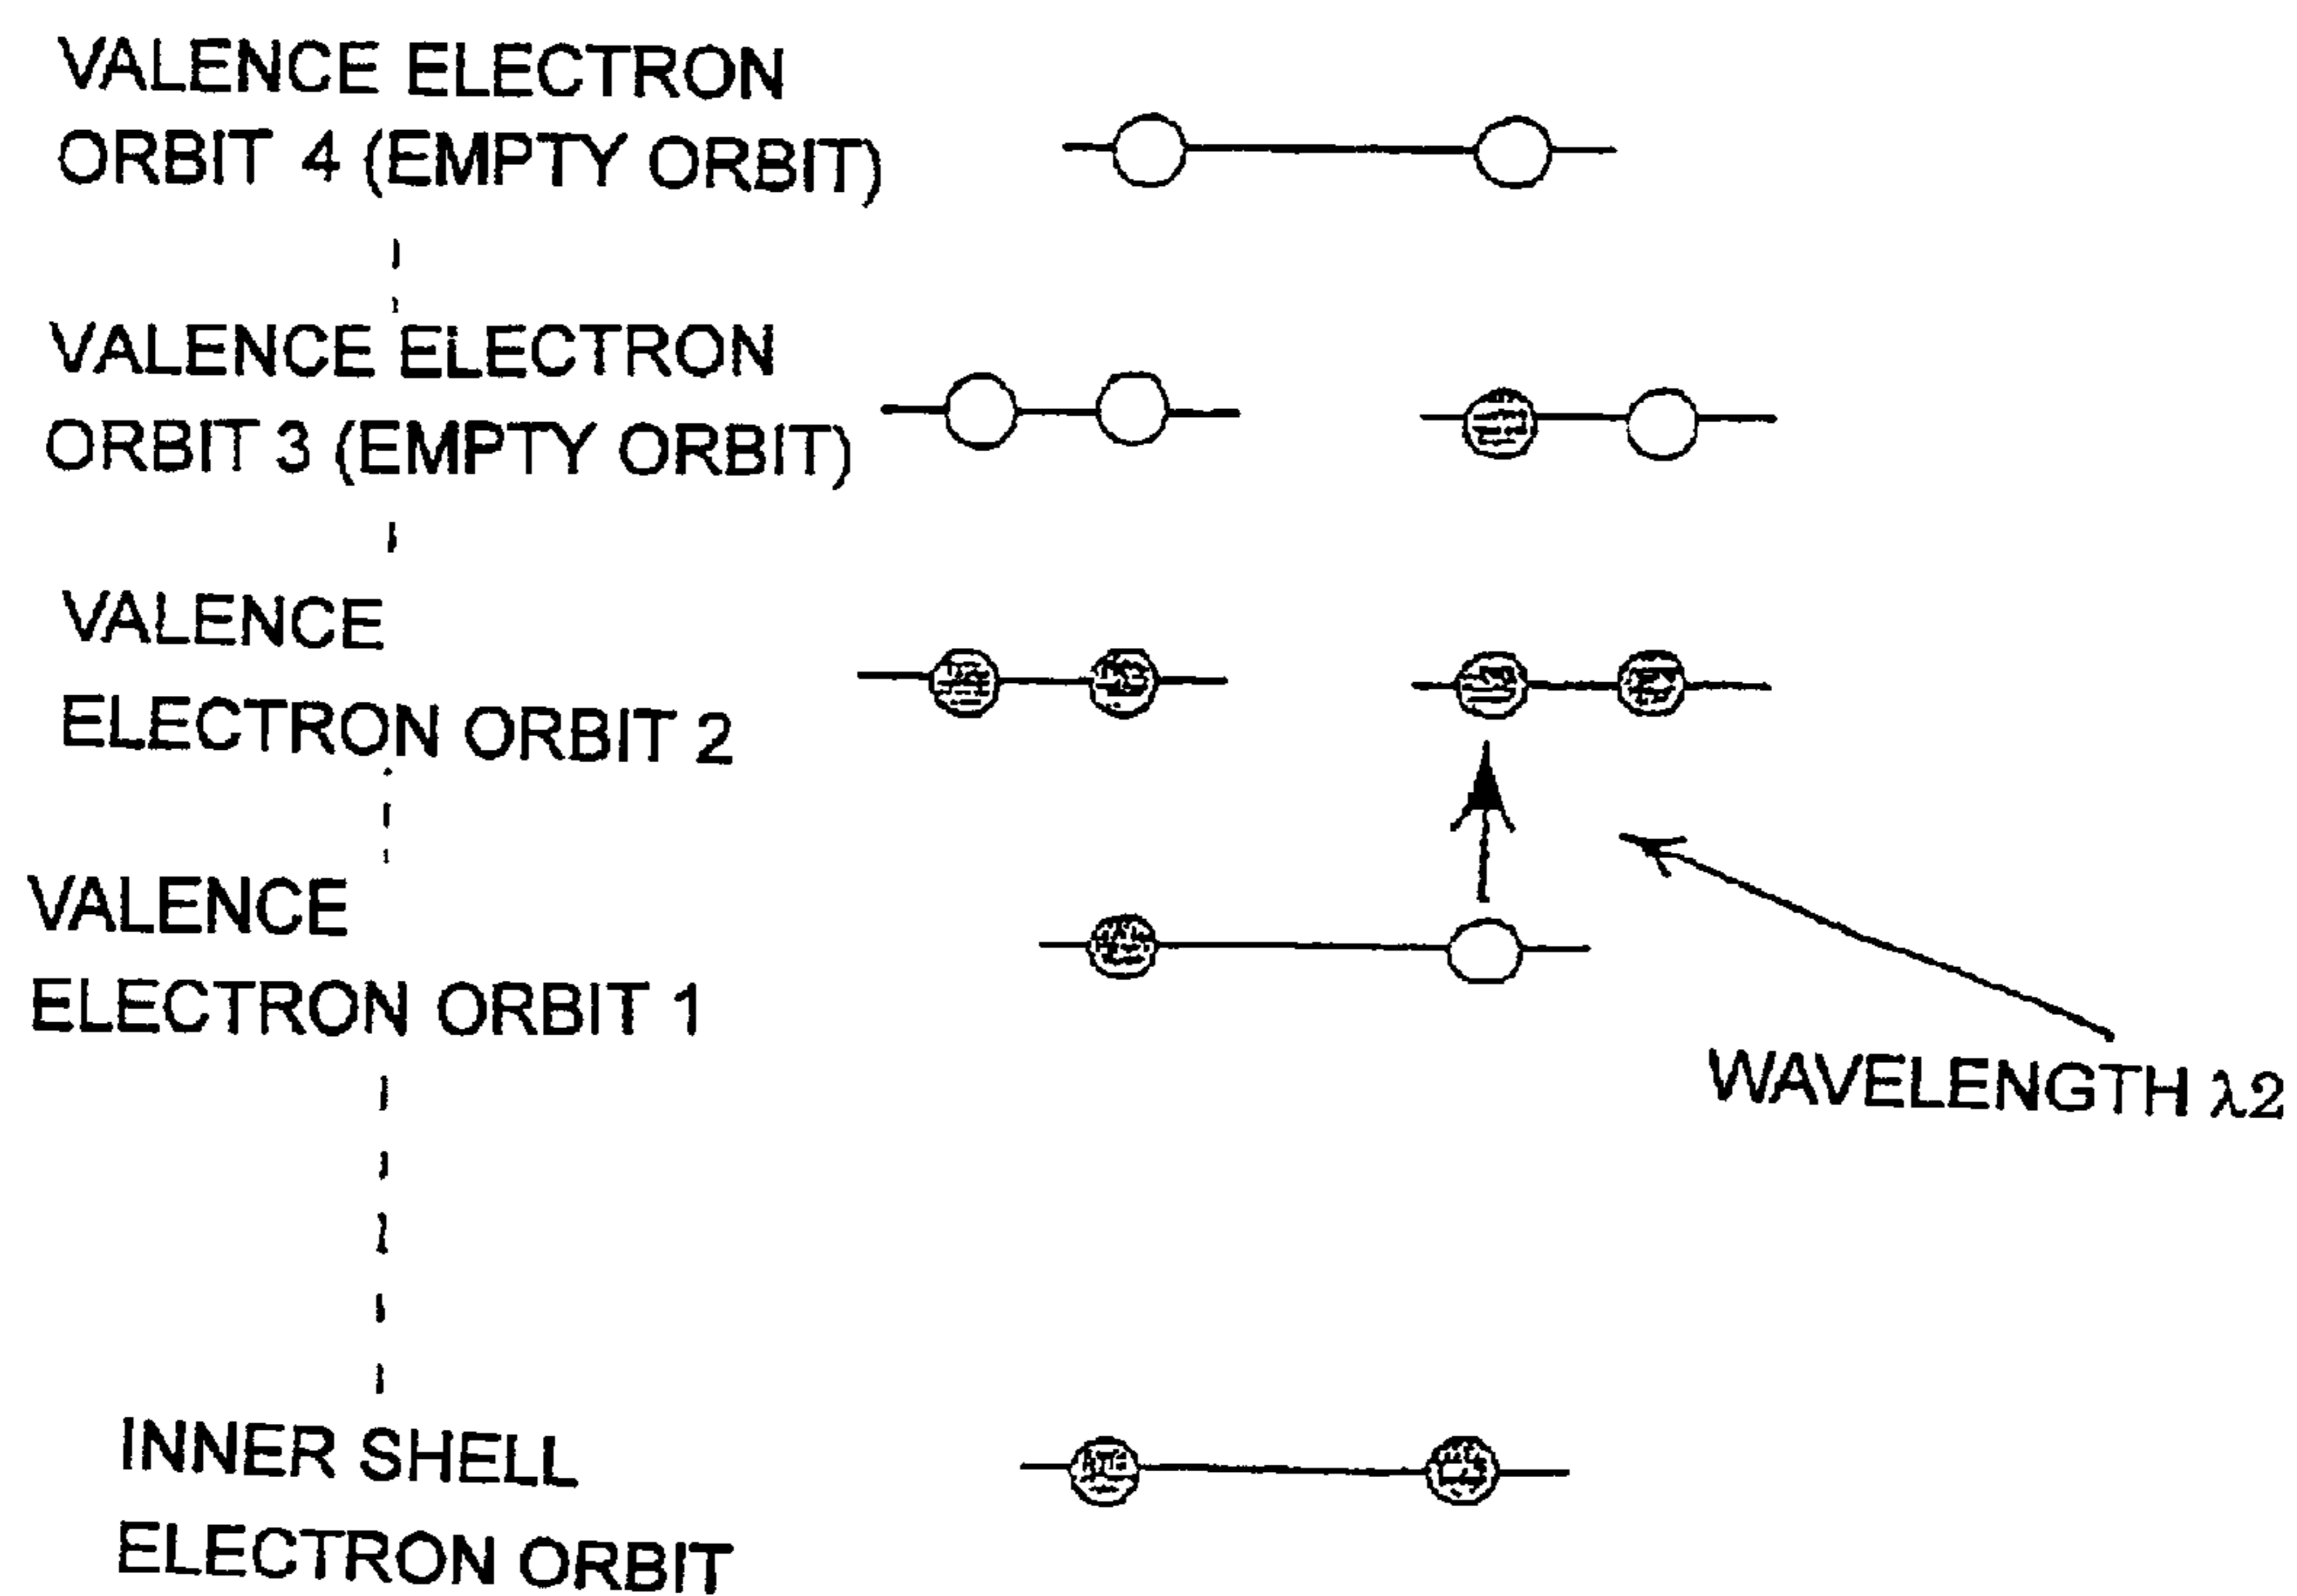 VALENCE ELECTRON
ORBIT 4 (EMPTY ORBIT)
VALENCE ELECTRON
ORBIT 3 (EMPTY ORBIT)
VALENCE
ELECTRON ORBIT 2
VALENCE
ELECTRON ORBIT 1
WAVELENGTH λ2
INNER SHELL
ELECTRON ORBIT